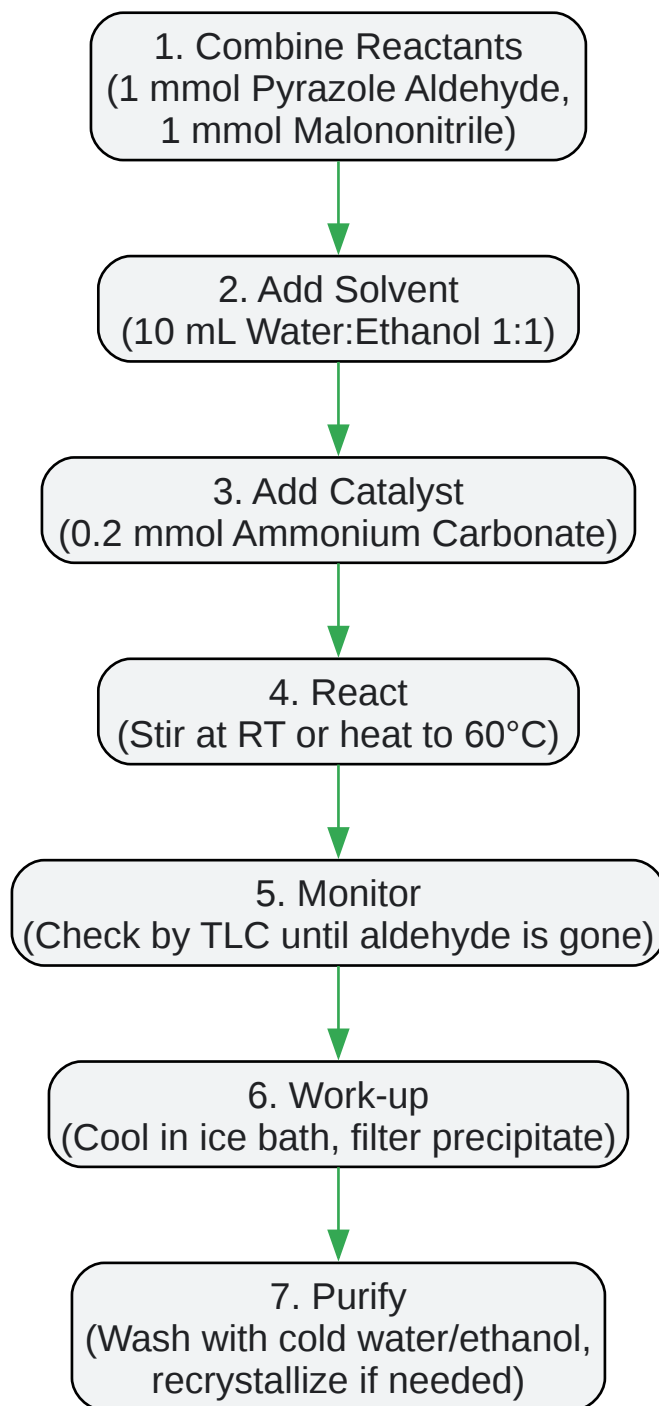 1. Combine Reactants
(1 mmol Pyrazole Aldehyde,
1 mmol Malononitrile)
2. Add Solvent
(10 mL Water:Ethanol 1:1)
3. Add Catalyst
(0.2 mmol Ammonium Carbonate)
4. React
(Stir at RT or heat to 60°C)
5. Monitor
(Check by TLC until aldehyde is gone)
6. Work-up
(Cool in ice bath, filter precipitate)
7. Purify
(Wash with cold water/ethanol,
recrystallize if needed)